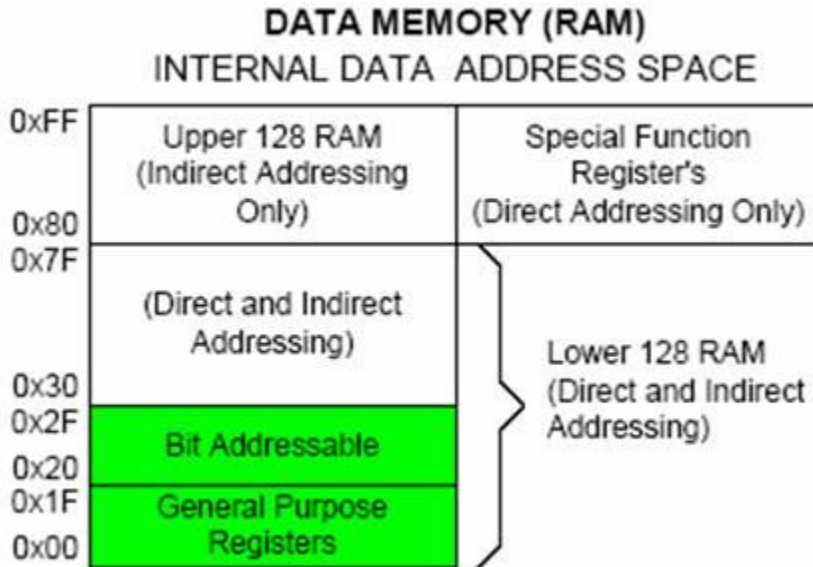 DATA MEMORY (RAM)
INTERNAL DATA ADDRESS SPACE
0xFF
Upper 128 RAM
(Indirect Addressing
Only)
0x80
Special Function
Register's
(Direct Addressing Only)
0x7F
(Direct and Indirect
Addressing)
0x30
0x2F
Bit Addressable
0x20
0x1F
General Purpose
Registers
0x00
Lower 128 RAM
(Direct and Indirect
Addressing)